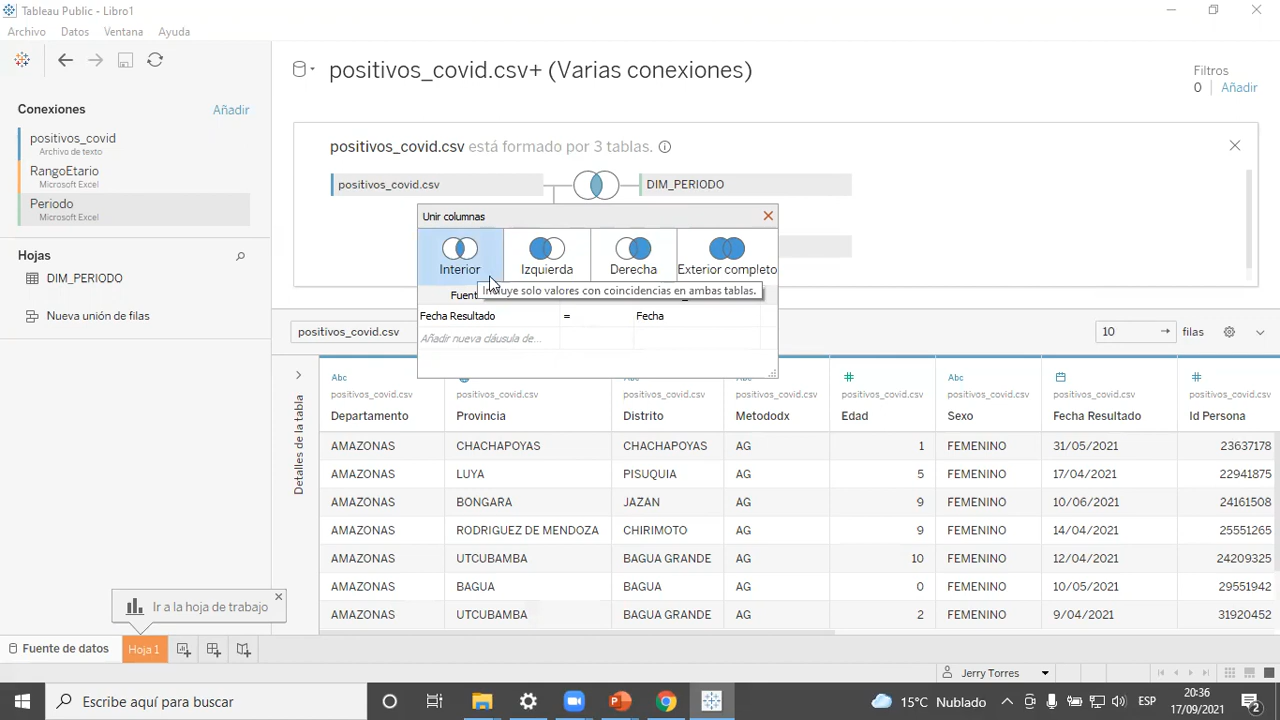 Tableau Public - Libro1
Archivo Datos Ventana Ayuda
positivos_covid.csv+ (Varias conexiones)
Filtros
0 Añadir
Conexiones Añadir
positivos_covid
Archivo de texto
RangoEtario
Microsoft Excel
Periodo
Microsoft Excel
Hojas
DIM_PERIODO
Nueva unión de filas
positivos_covid.csv está formado por 3 tablas.
positivos_covid.csv DIM_PERIODO
Unir columnas
Interior Izquierda Derecha Exterior completo
Incluye solo valores con coincidencias en ambas tablas.
Fecha Resultado = Fecha
Añadir nueva cláusula de...
positivos_covid.csv 10 filas
Detalles de la tabla
Abc Abc Abc Abc
positivos_covid.csv positivos_covid.csv positivos_covid.csv positivos_covid.csv positivos_covid.csv positivos_covid.csv positivos_covid.csv positivos_covid.csv
Departamento Provincia Distrito Metododx Edad Sexo Fecha Resultado Id Persona
AMAZONAS CHACHAPOYAS CHACHAPOYAS AG 1 FEMENINO 31/05/2021 23637178
AMAZONAS LUYA PISUQUIA AG 5 FEMENINO 17/04/2021 22941875
AMAZONAS BONGARA JAZAN AG 9 FEMENINO 10/06/2021 24161508
AMAZONAS RODRIGUEZ DE MENDOZA CHIRIMOTO AG 9 FEMENINO 14/04/2021 25551265
AMAZONAS UTCUBAMBA BAGUA GRANDE AG 10 FEMENINO 12/04/2021 24209325
AMAZONAS BAGUA BAGUA AG 0 FEMENINO 10/05/2021 29551942
AMAZONAS UTCUBAMBA BAGUA GRANDE AG 2 FEMENINO 9/04/2021 31920452
Ir a la hoja de trabajo
Fuente de datos Hoja 1
Jerry Torres
Escribe aquí para buscar
15°C Nublado ESP 20:36
17/09/2021 2